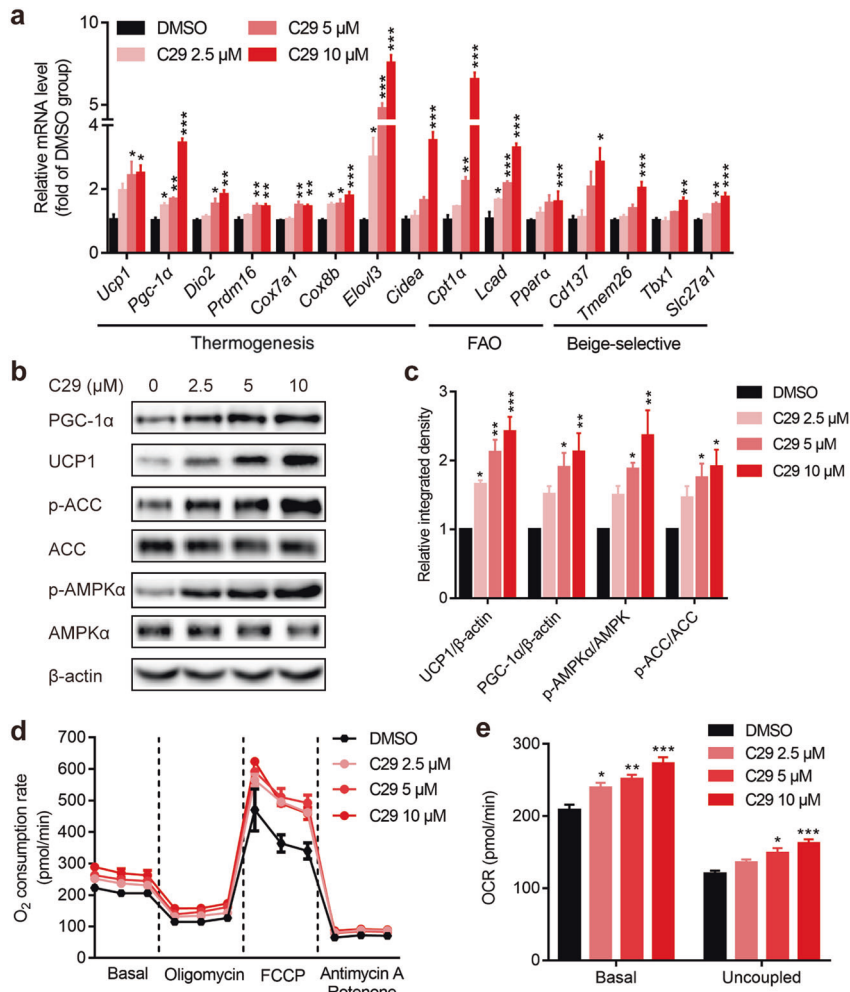 a
Relative mRNA level
(fold of DMSO group)
10
5
4
2
0
DMSO
C29 2.5 μM
C29 5 μM
C29 10 μM
* *
* ** ***
* **
** **
** **
* * ***
* *** ***
***
** ***
* *** ***
***
*
***
**
** ***
Ucp1
Pgc-1α
Dio2
Prdm16
Cox7a1
Cox8b
Elovl3
Cidea
Cpt1α
Lcad
Pparα
Cd137
Tmem26
Tbx1
Slc27a1
Thermogenesis
FAO
Beige-selective
b
C29 (μM) 0 2.5 5 10
PGC-1α
UCP1
p-ACC
ACC
p-AMPKα
AMPKα
β-actin
c
Relative integrated density
3
2
1
0
* ** ***
* **
* **
* *
DMSO
C29 2.5 μM
C29 5 μM
C29 10 μM
UCP1/β-actin
PGC-1α/β-actin
p-AMPKα/AMPK
p-ACC/ACC
d
O2 consumption rate
(pmol/min)
700
600
500
400
300
200
100
0
DMSO
C29 2.5 μM
C29 5 μM
C29 10 μM
Basal
Oligomycin
FCCP
Antimycin A
Rotenone
e
OCR (pmol/min)
300
200
100
0
* ** ***
* ***
DMSO
C29 2.5 μM
C29 5 μM
C29 10 μM
Basal
Uncoupled